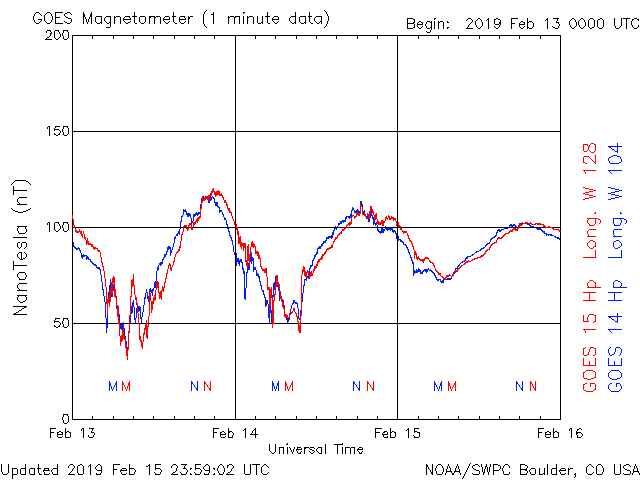 GOES Magnetometer (1 minute data)
Begin: 2019 Feb 13 0000 UTC
200
150
100
50
0
NanoTesla (nT)
M M N N M M N N M M N N
Feb 13 Feb 14 Feb 15 Feb 16
Universal Time
GOES 15 Hp Long. W 128
GOES 14 Hp Long. W 104
Updated 2019 Feb 15 23:59:02 UTC
NOAA/SWPC Boulder, CO USA